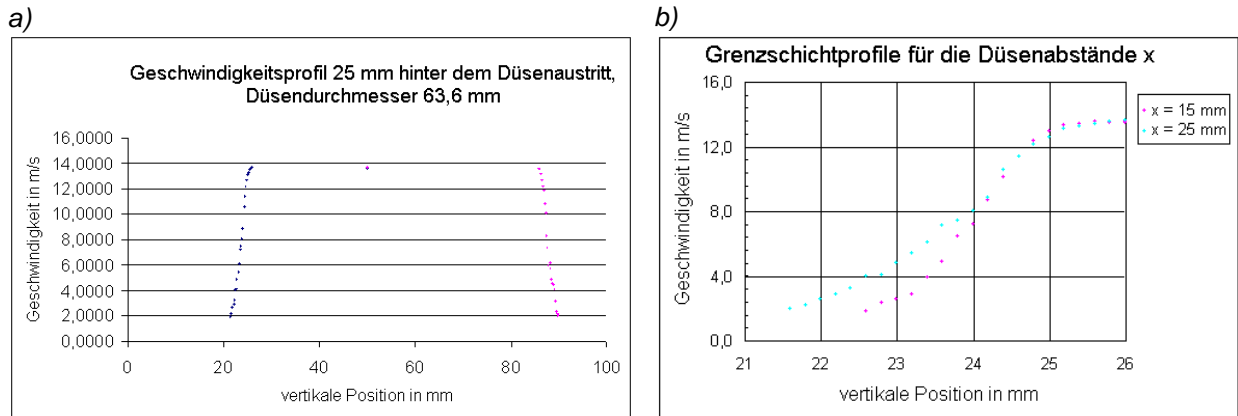 a)
Geschwindigkeitsprofil 25 mm hinter dem Düsenaustritt,
Düsendurchmesser 63,6 mm
Geschwindigkeit in m/s
16,0000
14,0000
12,0000
10,0000
8,0000
6,0000
4,0000
2,0000
0,0000
0 20 40 60 80 100
vertikale Position in mm
b)
Grenzschichtprofile für die Düsenabstände x
Geschwindigkeit in m/s
16,0
12,0
8,0
4,0
0,0
21 22 23 24 25 26
vertikale Position in mm
x = 15 mm
x = 25 mm